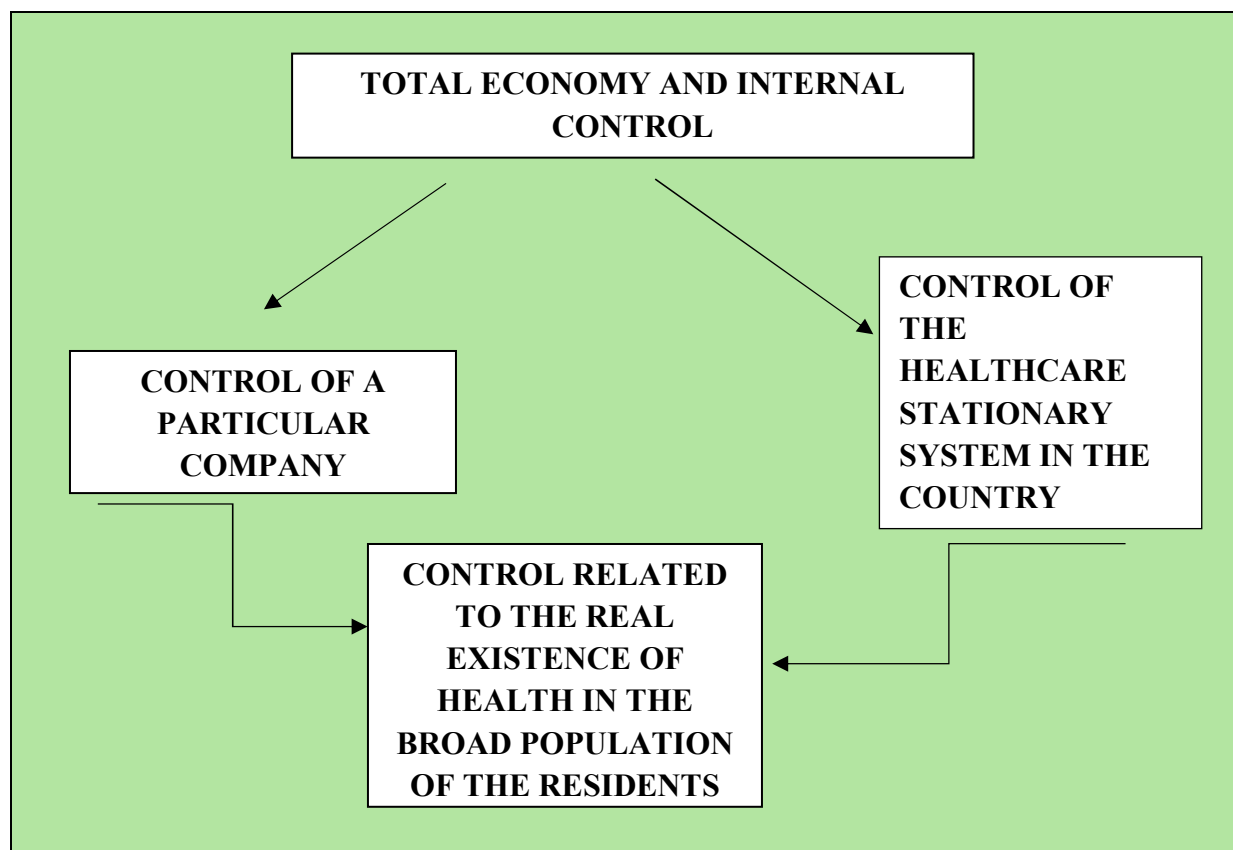 TOTAL ECONOMY AND INTERNAL
CONTROL
CONTROL OF A
PARTICULAR
COMPANY
CONTROL OF
THE
HEALTHCARE
STATIONARY
SYSTEM IN THE
COUNTRY
CONTROL RELATED
TO THE REAL
EXISTENCE OF
HEALTH IN THE
BROAD POPULATION
OF THE RESIDENTS